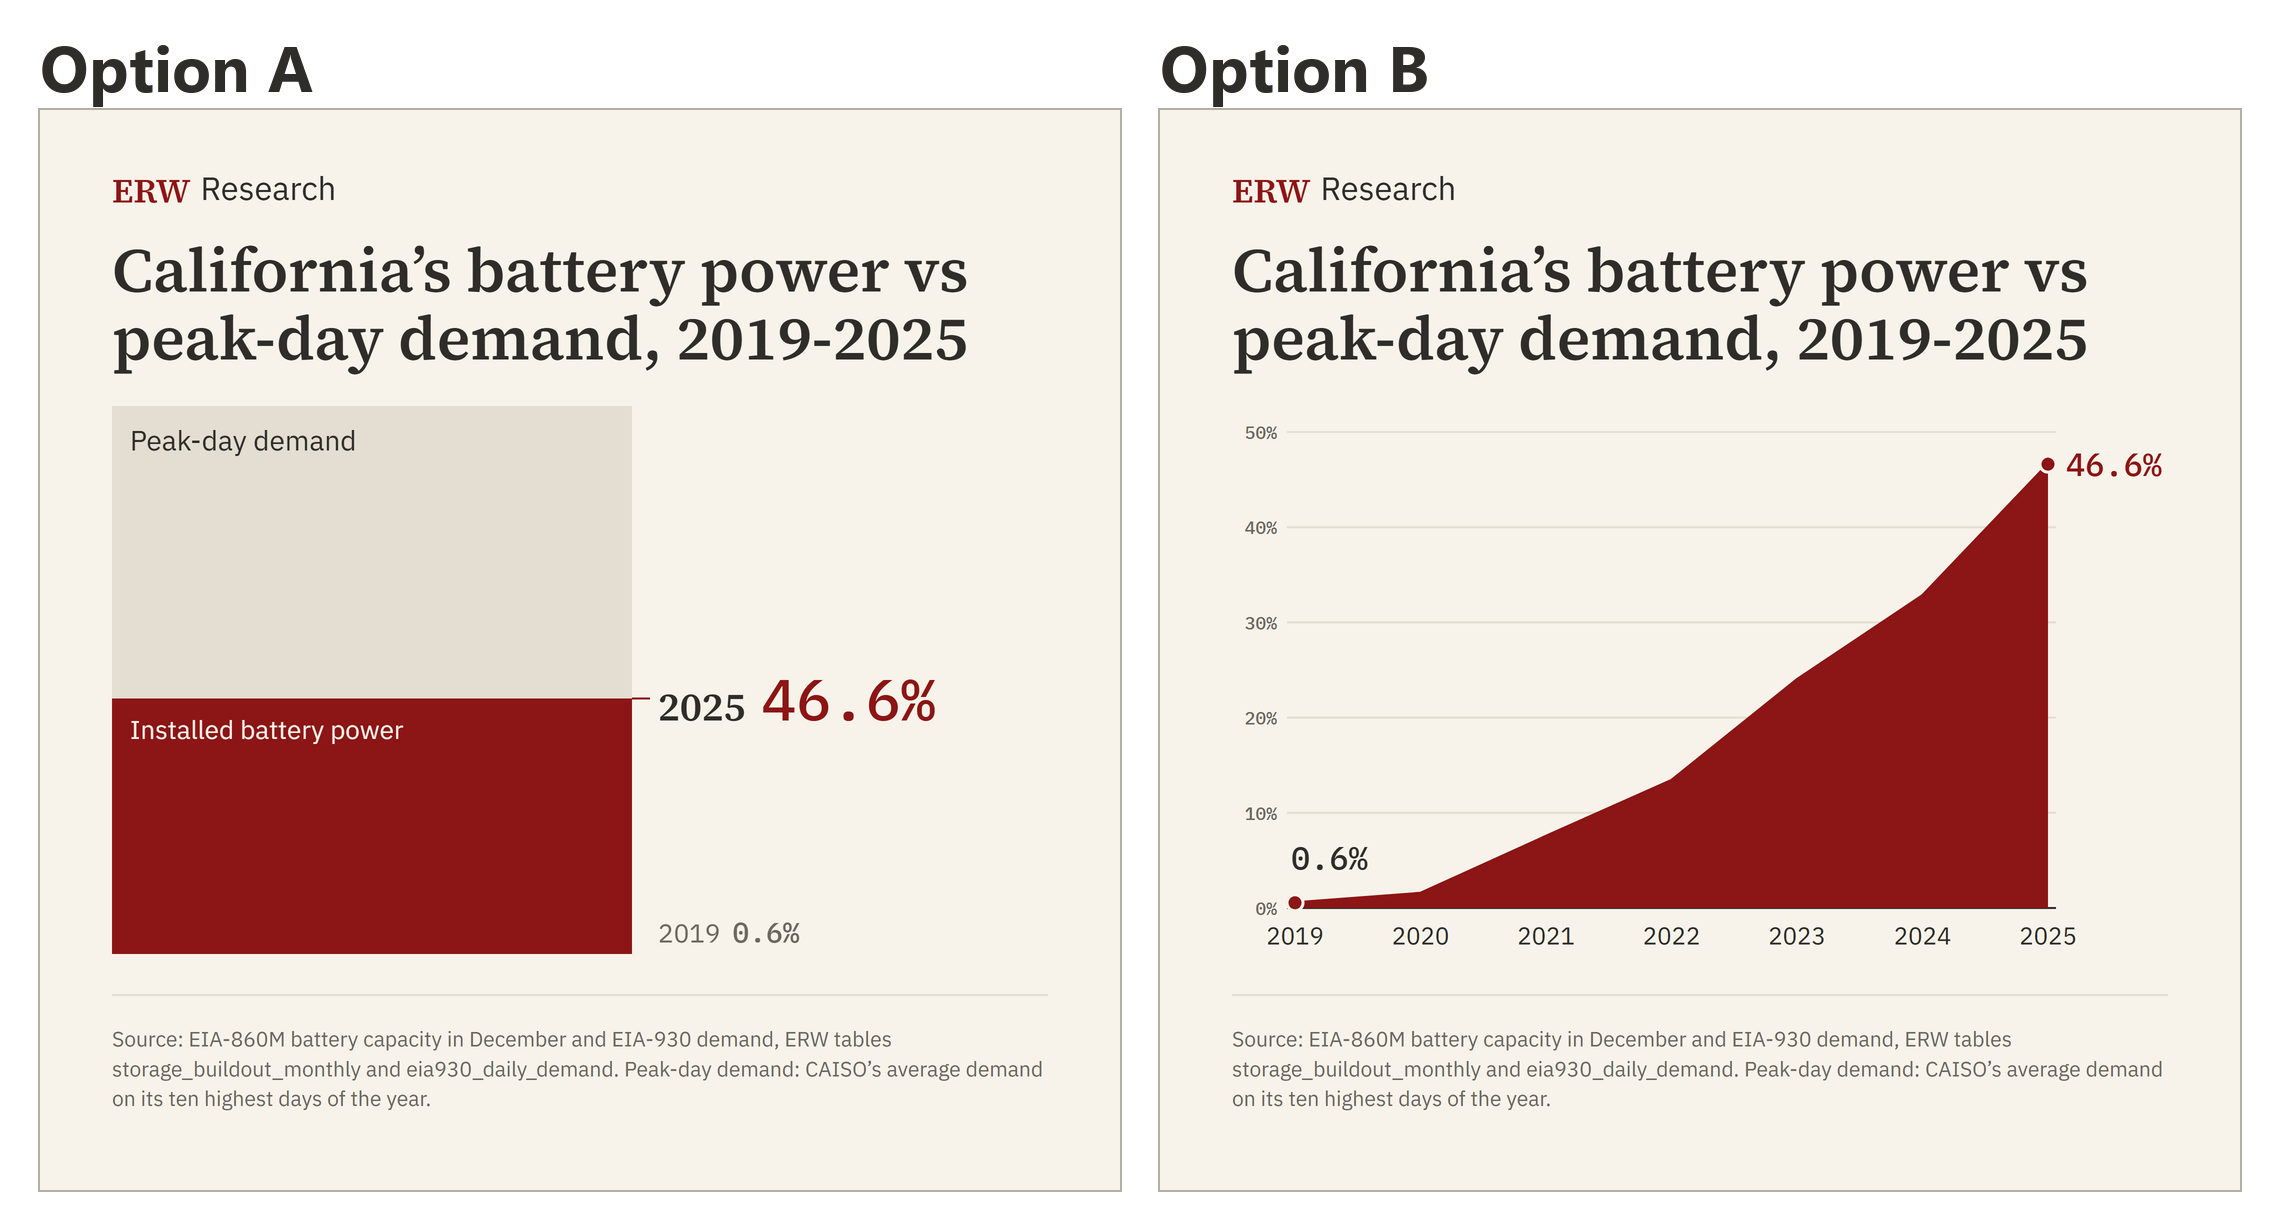 Option A
ERW Research
California’s battery power vs
peak-day demand, 2019-2025
Peak-day demand
2025 46.6%
Installed battery power
2019 0.6%
Source: EIA-860M battery capacity in December and EIA-930 demand, ERW tables
storage_buildout_monthly and eia930_daily_demand. Peak-day demand: CAISO’s average demand
on its ten highest days of the year.
Option B
ERW Research
California’s battery power vs
peak-day demand, 2019-2025
50%
46.6%
40%
30%
20%
10%
0.6%
0%
2019 2020 2021 2022 2023 2024 2025
Source: EIA-860M battery capacity in December and EIA-930 demand, ERW tables
storage_buildout_monthly and eia930_daily_demand. Peak-day demand: CAISO’s average demand
on its ten highest days of the year.